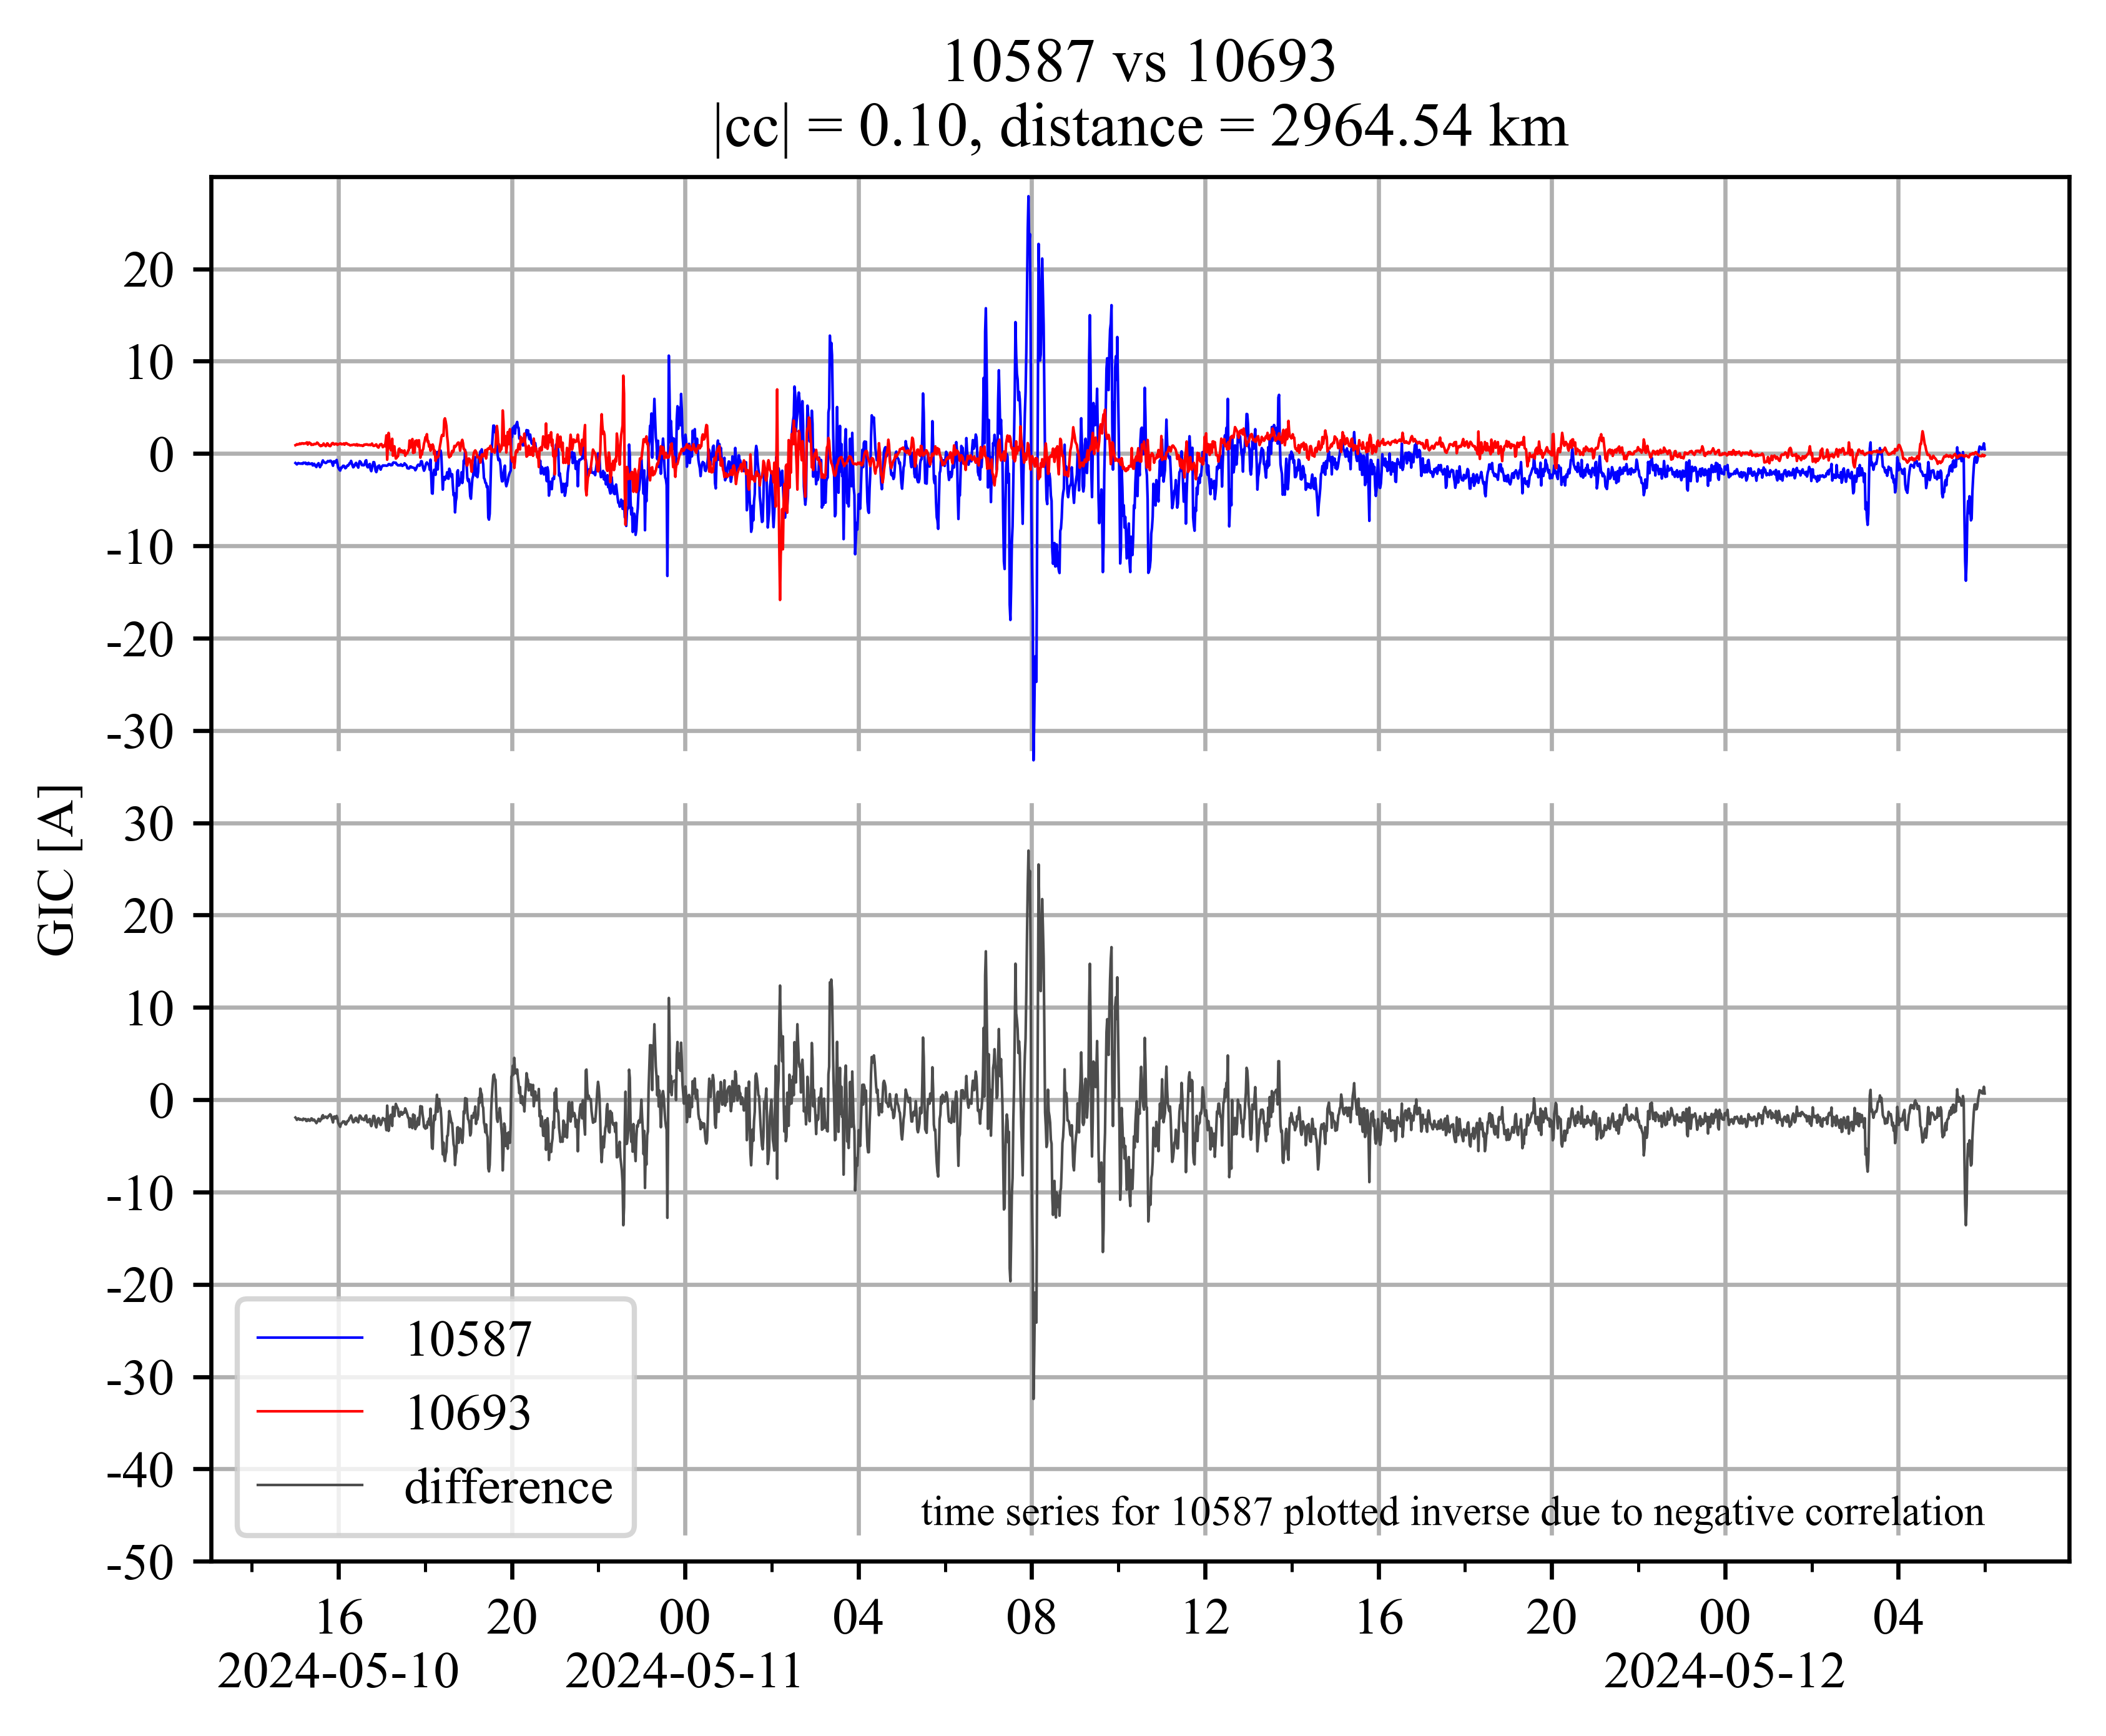 10587 vs 10693
|cc| = 0.10, distance = 2964.54 km
GIC [A]
20
10
0
-10
-20
-30
30
20
10
0
-10
-20
-30
-40
-50
10587
10693
difference
time series for 10587 plotted inverse due to negative correlation
16 20 00 04 08 12 16 20 00 04
2024-05-10 2024-05-11 2024-05-12